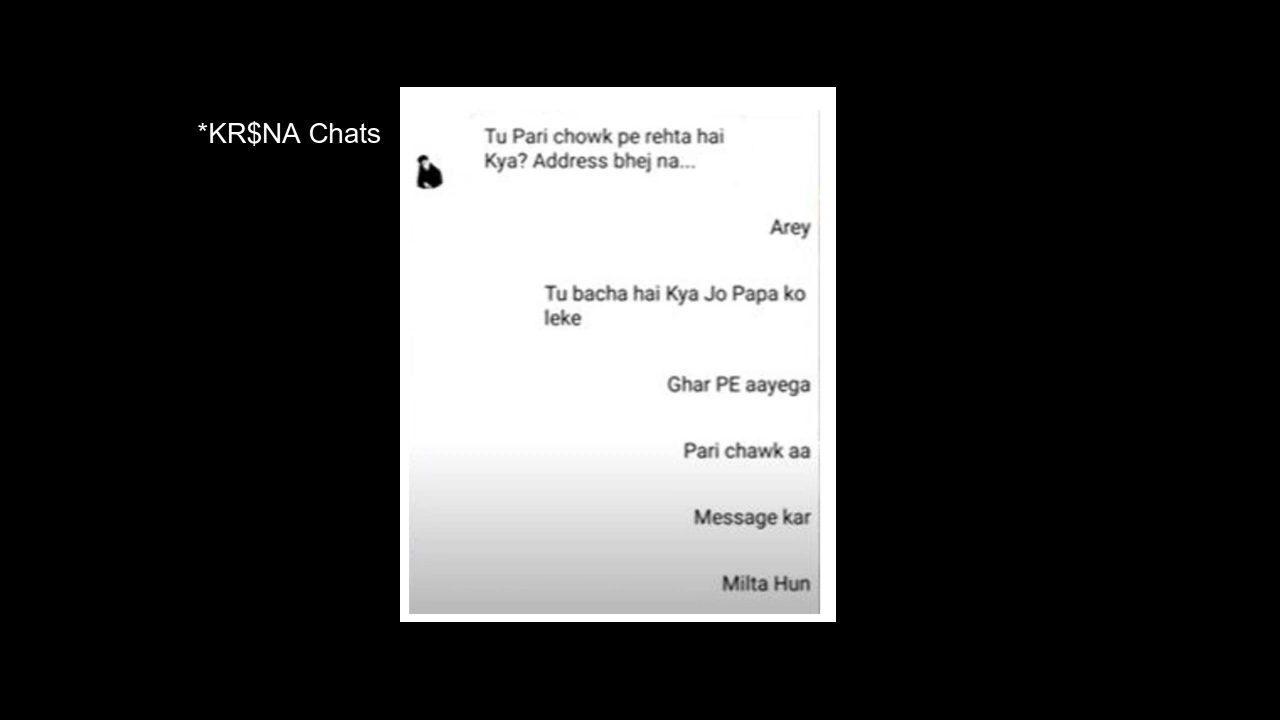 *KR$NA Chats
Tu Pari chowk pe rehta hai
Kya? Address bhej na...
Arey
Tu bacha hai Kya Jo Papa ko
leke
Ghar PE aayega
Pari chawk aa
Message kar
Milta Hun